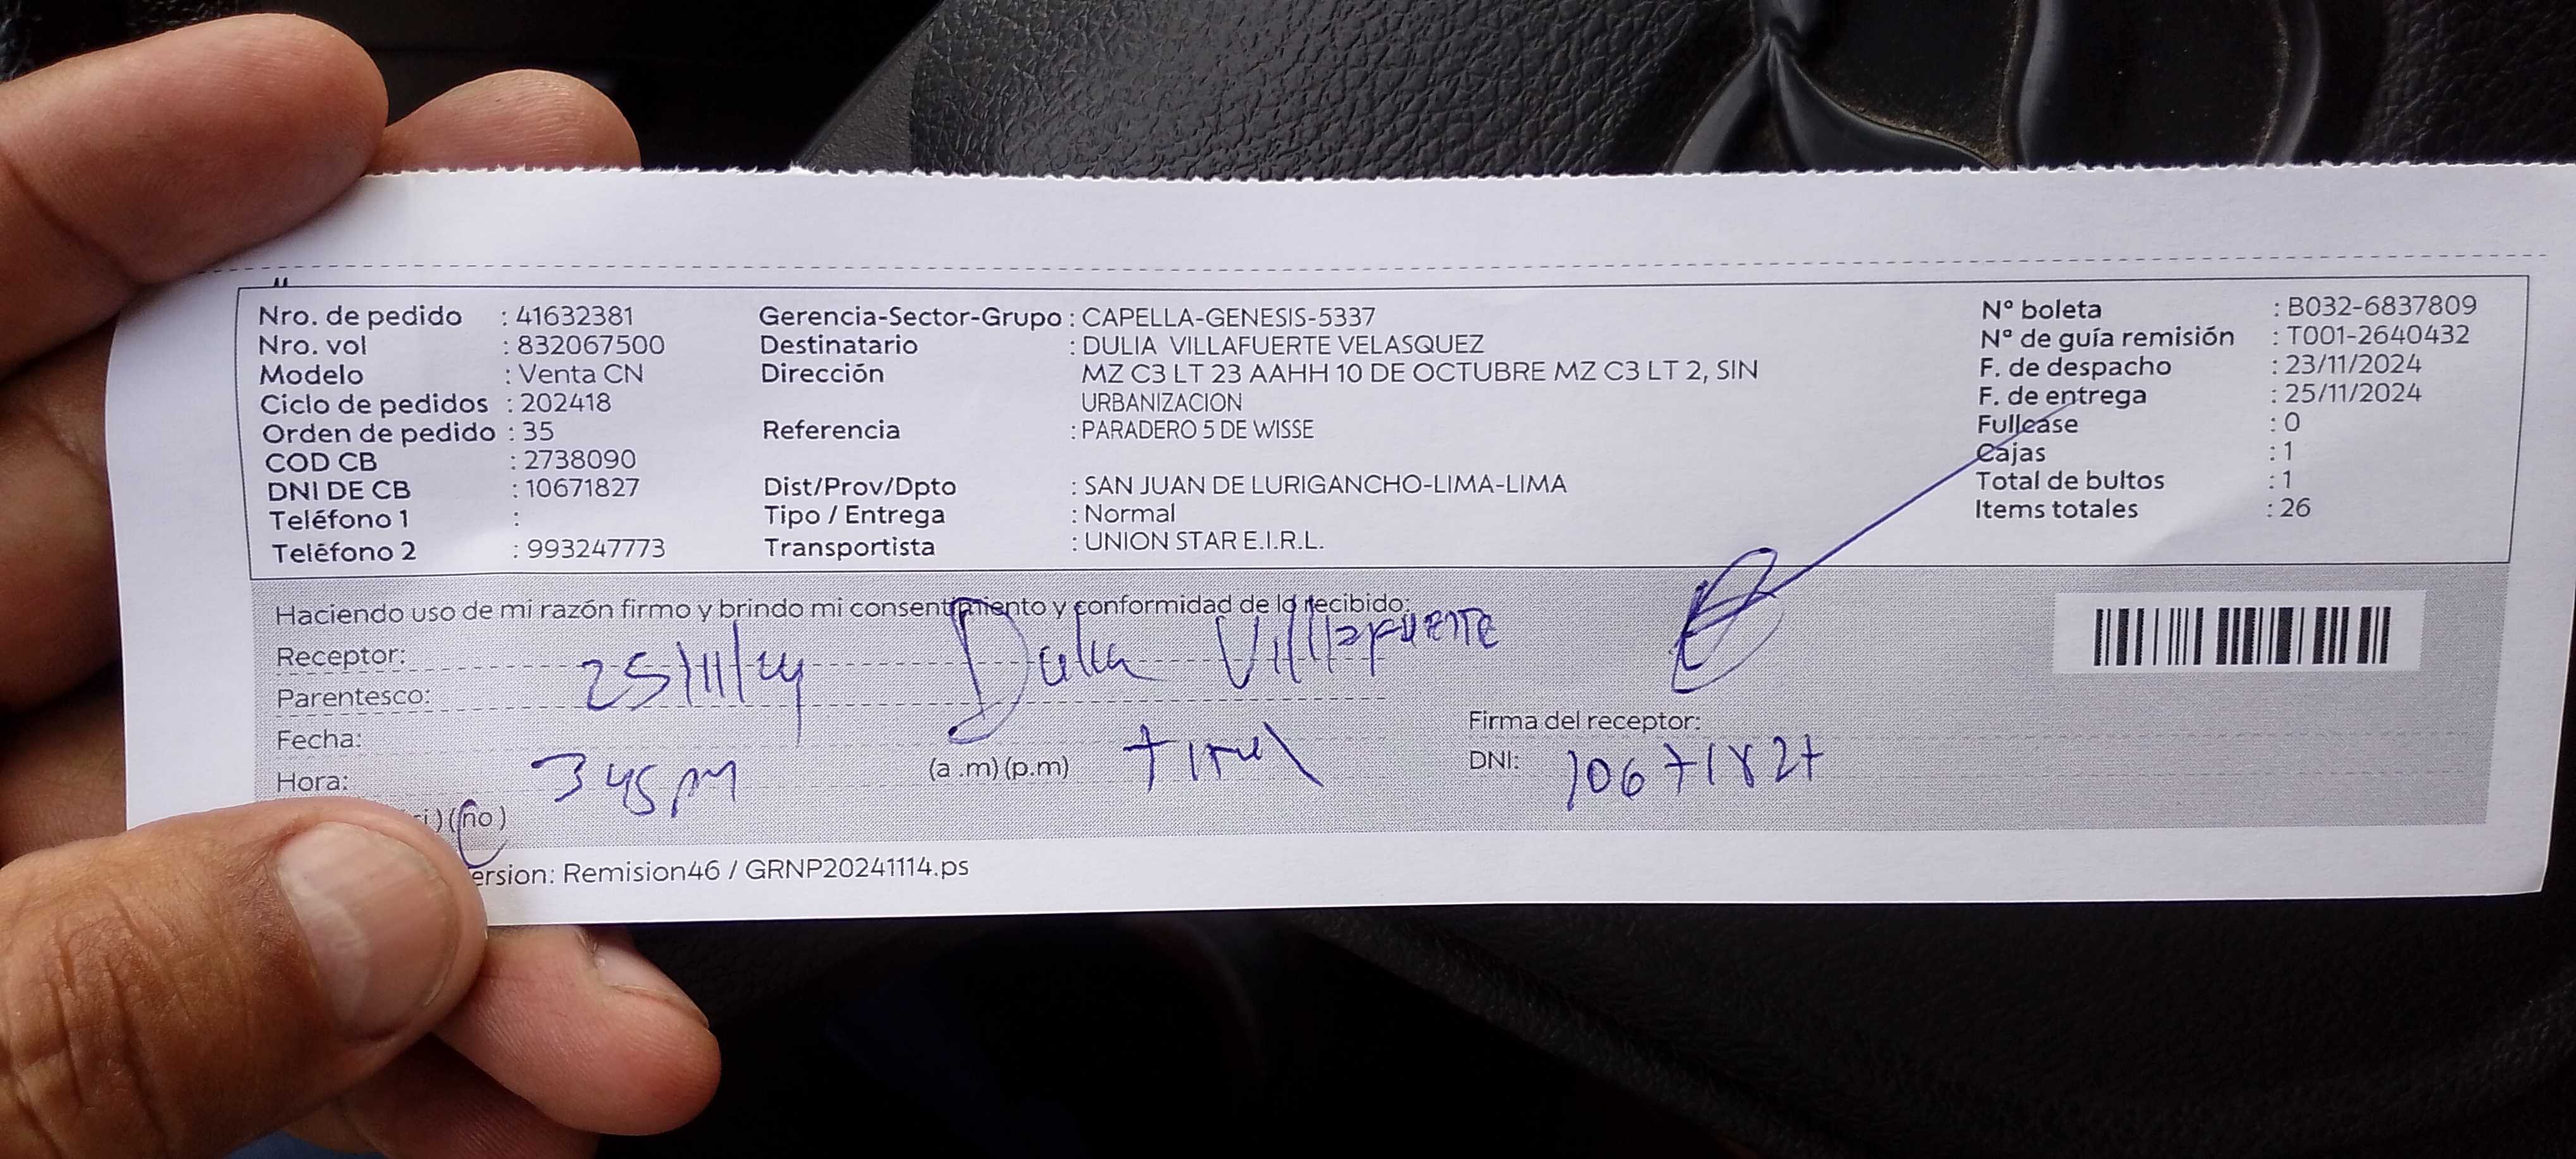 Nro. de pedido : 41632381 Gerencia-Sector-Grupo : CAPELLA-GENESIS-5337 Nº boleta : B032-6837809
Nro. vol : 832067500 Destinatario : DULIA VILLAFUERTE VELASQUEZ Nº de guía remisión : T001-2640432
Modelo : Venta CN Dirección MZ C3 LT 23 AAHH 10 DE OCTUBRE MZ C3 LT 2, SIN F. de despacho : 23/11/2024
Ciclo de pedidos : 202418 URBANIZACION F. de entrega : 25/11/2024
Orden de pedido : 35 Referencia : PARADERO 5 DE WISSE Fullcase : 0
COD CB : 2738090 Cajas : 1
DNI DE CB : 10671827 Dist/Prov/Dpto : SAN JUAN DE LURIGANCHO-LIMA-LIMA Total de bultos : 1
Teléfono 1 : Tipo / Entrega : Normal Items totales : 26
Teléfono 2 : 993247773 Transportista : UNION STAR E.I.R.L.
Haciendo uso de mi razón firmo y brindo mi consentimiento y conformidad de lo recibido:
Receptor: 25/11/24 Dulia Villafuerte
Parentesco:
Fecha: Firma del receptor:
Hora: 3 45 pm (a .m) (p.m) DNI: 10671827
i ) (no )
ersion: Remision46 / GRNP20241114.ps